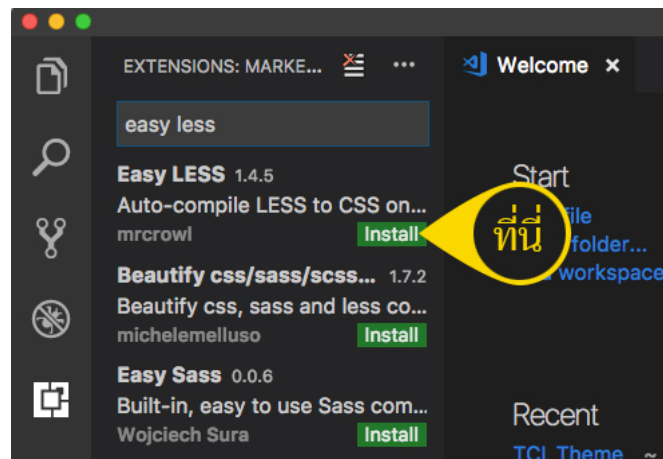 EXTENSIONS: MARKE...
Welcome
easy less
Easy LESS 1.4.5
Auto-compile LESS to CSS on...
mrcrowl Install
ที่นี่
Beautify css/sass/scss... 1.7.2
Beautify css, sass and less co...
michelemelluso Install
Easy Sass 0.0.6
Built-in, easy to use Sass com...
Wojciech Sura Install
Start
file
folder...
workspace
Recent
TCL Theme ~